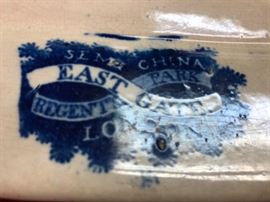 SEMI CHINA
EAST GATE
REGENTS PARK
LO